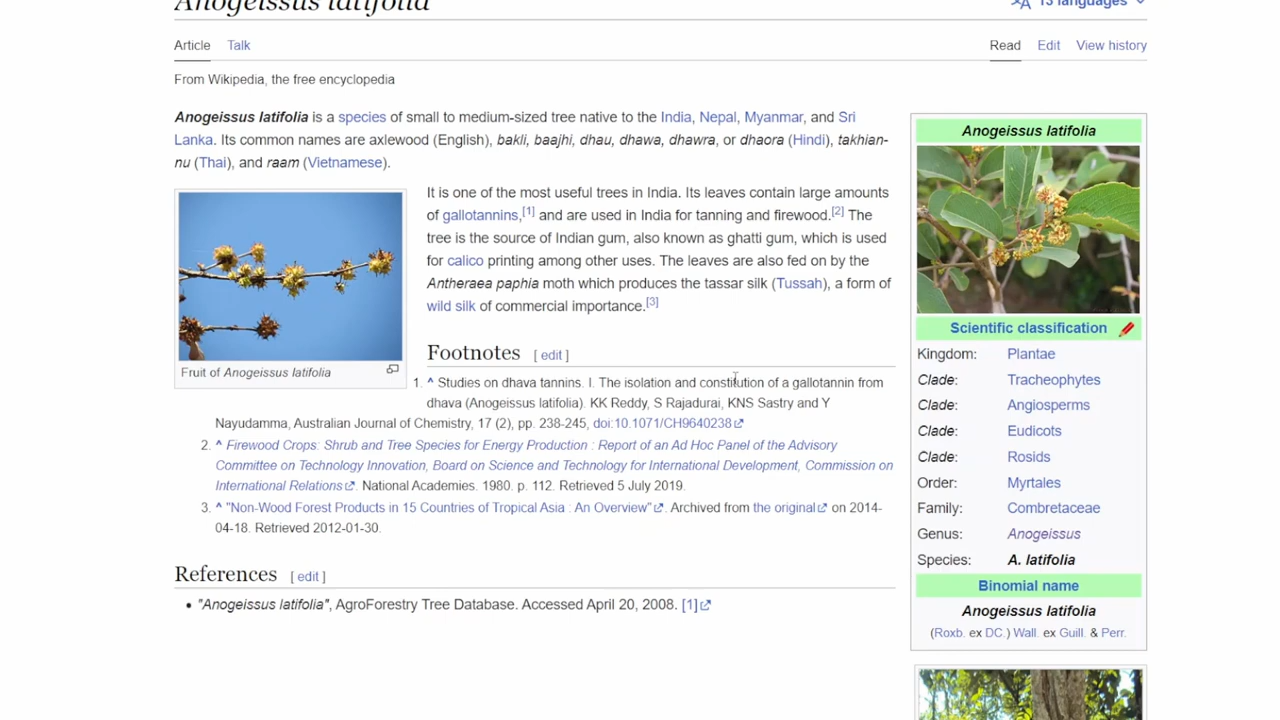 Anogeissus latifolia
13 languages
Article Talk
Read Edit View history
From Wikipedia, the free encyclopedia
Anogeissus latifolia is a species of small to medium-sized tree native to the India, Nepal, Myanmar, and Sri
Lanka. Its common names are axlewood (English), bakli, baajhi, dhau, dhawa, dhawra, or dhaora (Hindi), takhian-
nu (Thai), and raam (Vietnamese).
It is one of the most useful trees in India. Its leaves contain large amounts
of gallotannins,[1] and are used in India for tanning and firewood.[2] The
tree is the source of Indian gum, also known as ghatti gum, which is used
for calico printing among other uses. The leaves are also fed on by the
Antheraea paphia moth which produces the tassar silk (Tussah), a form of
wild silk of commercial importance.[3]
Fruit of Anogeissus latifolia
Footnotes [ edit ]
1. ^ Studies on dhava tannins. I. The isolation and constitution of a gallotannin from
dhava (Anogeissus latifolia). KK Reddy, S Rajadurai, KNS Sastry and Y
Nayudamma, Australian Journal of Chemistry, 17 (2), pp. 238-245, doi:10.1071/CH9640238
2. ^ Firewood Crops: Shrub and Tree Species for Energy Production : Report of an Ad Hoc Panel of the Advisory
Committee on Technology Innovation, Board on Science and Technology for International Development, Commission on
International Relations. National Academies. 1980. p. 112. Retrieved 5 July 2019.
3. ^ "Non-Wood Forest Products in 15 Countries of Tropical Asia : An Overview". Archived from the original on 2014-
04-18. Retrieved 2012-01-30.
References [ edit ]
• "Anogeissus latifolia", AgroForestry Tree Database. Accessed April 20, 2008. [1]
Anogeissus latifolia
Scientific classification
Kingdom: Plantae
Clade: Tracheophytes
Clade: Angiosperms
Clade: Eudicots
Clade: Rosids
Order: Myrtales
Family: Combretaceae
Genus: Anogeissus
Species: A. latifolia
Binomial name
Anogeissus latifolia
(Roxb. ex DC.) Wall. ex Guill. & Perr.